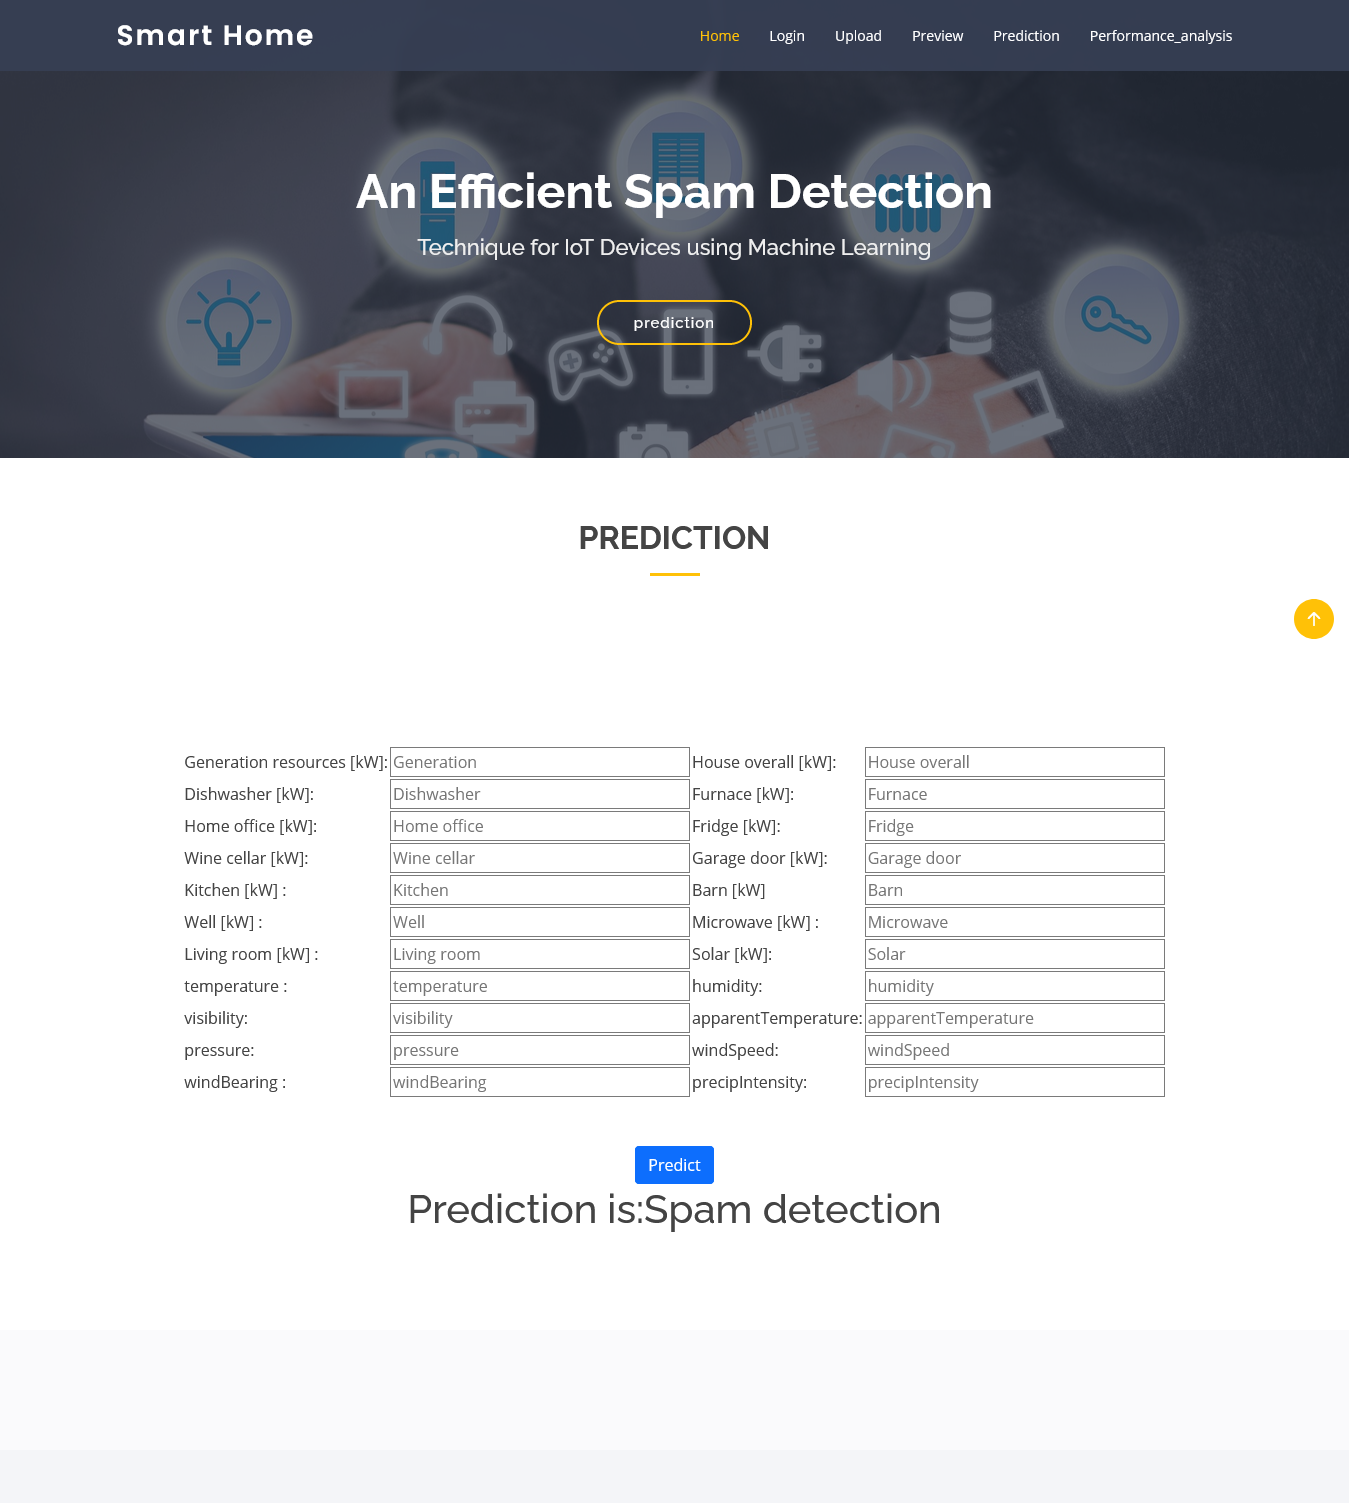 Smart Home
Home Login Upload Preview Prediction Performance_analysis
An Efficient Spam Detection
Technique for IoT Devices using Machine Learning
prediction
PREDICTION
Generation resources [kW]: Generation House overall [kW]: House overall
Dishwasher [kW]: Dishwasher Furnace [kW]: Furnace
Home office [kW]: Home office Fridge [kW]: Fridge
Wine cellar [kW]: Wine cellar Garage door [kW]: Garage door
Kitchen [kW] : Kitchen Barn [kW] Barn
Well [kW] : Well Microwave [kW] : Microwave
Living room [kW] : Living room Solar [kW]: Solar
temperature : temperature humidity: humidity
visibility: visibility apparentTemperature: apparentTemperature
pressure: pressure windSpeed: windSpeed
windBearing : windBearing precipIntensity: precipIntensity
Predict
Prediction is:Spam detection